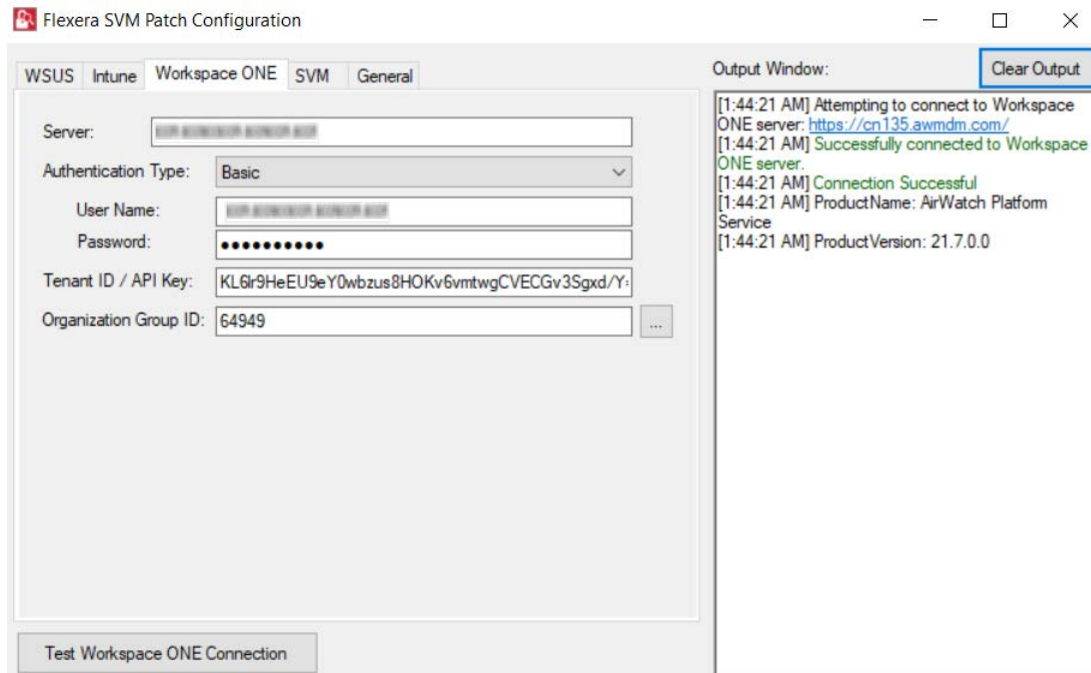 Flexera SVM Patch Configuration
WSUS Intune Workspace ONE SVM General
Server:
Authentication Type: Basic
User Name:
Password:
Tenant ID / API Key: KL6lr9HeEU9eY0wbzus8HOKv6vmtwgCVECGv3Sgxd/Y
Organization Group ID: 64949 ...
Test Workspace ONE Connection
Output Window: Clear Output
[1:44:21 AM] Attempting to connect to Workspace
ONE server: https://cn135.awmdm.com/
[1:44:21 AM] Successfully connected to Workspace
ONE server.
[1:44:21 AM] Connection Successful
[1:44:21 AM] ProductName: AirWatch Platform
Service
[1:44:21 AM] ProductVersion: 21.7.0.0